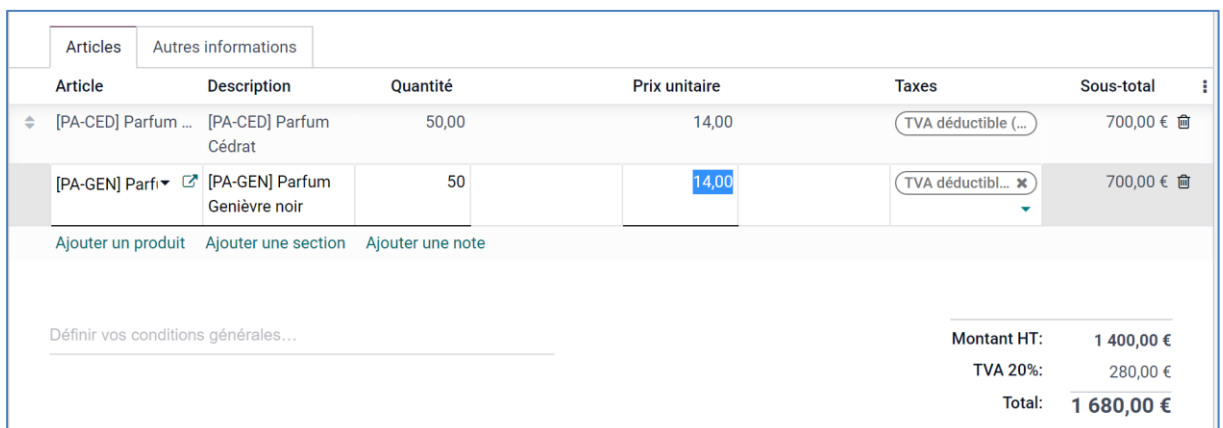 Articles Autres informations
Article Description Quantité Prix unitaire Taxes Sous-total
[PA-CED] Parfum ... [PA-CED] Parfum 50,00 14,00 TVA déductible (...) 700,00 €
Cédrat
[PA-GEN] Parf [PA-GEN] Parfum 50 14,00 TVA déductibl... 700,00 €
Genièvre noir
Ajouter un produit Ajouter une section Ajouter une note
Définir vos conditions générales...
Montant HT: 1 400,00 €
TVA 20%: 280,00 €
Total: 1 680,00 €